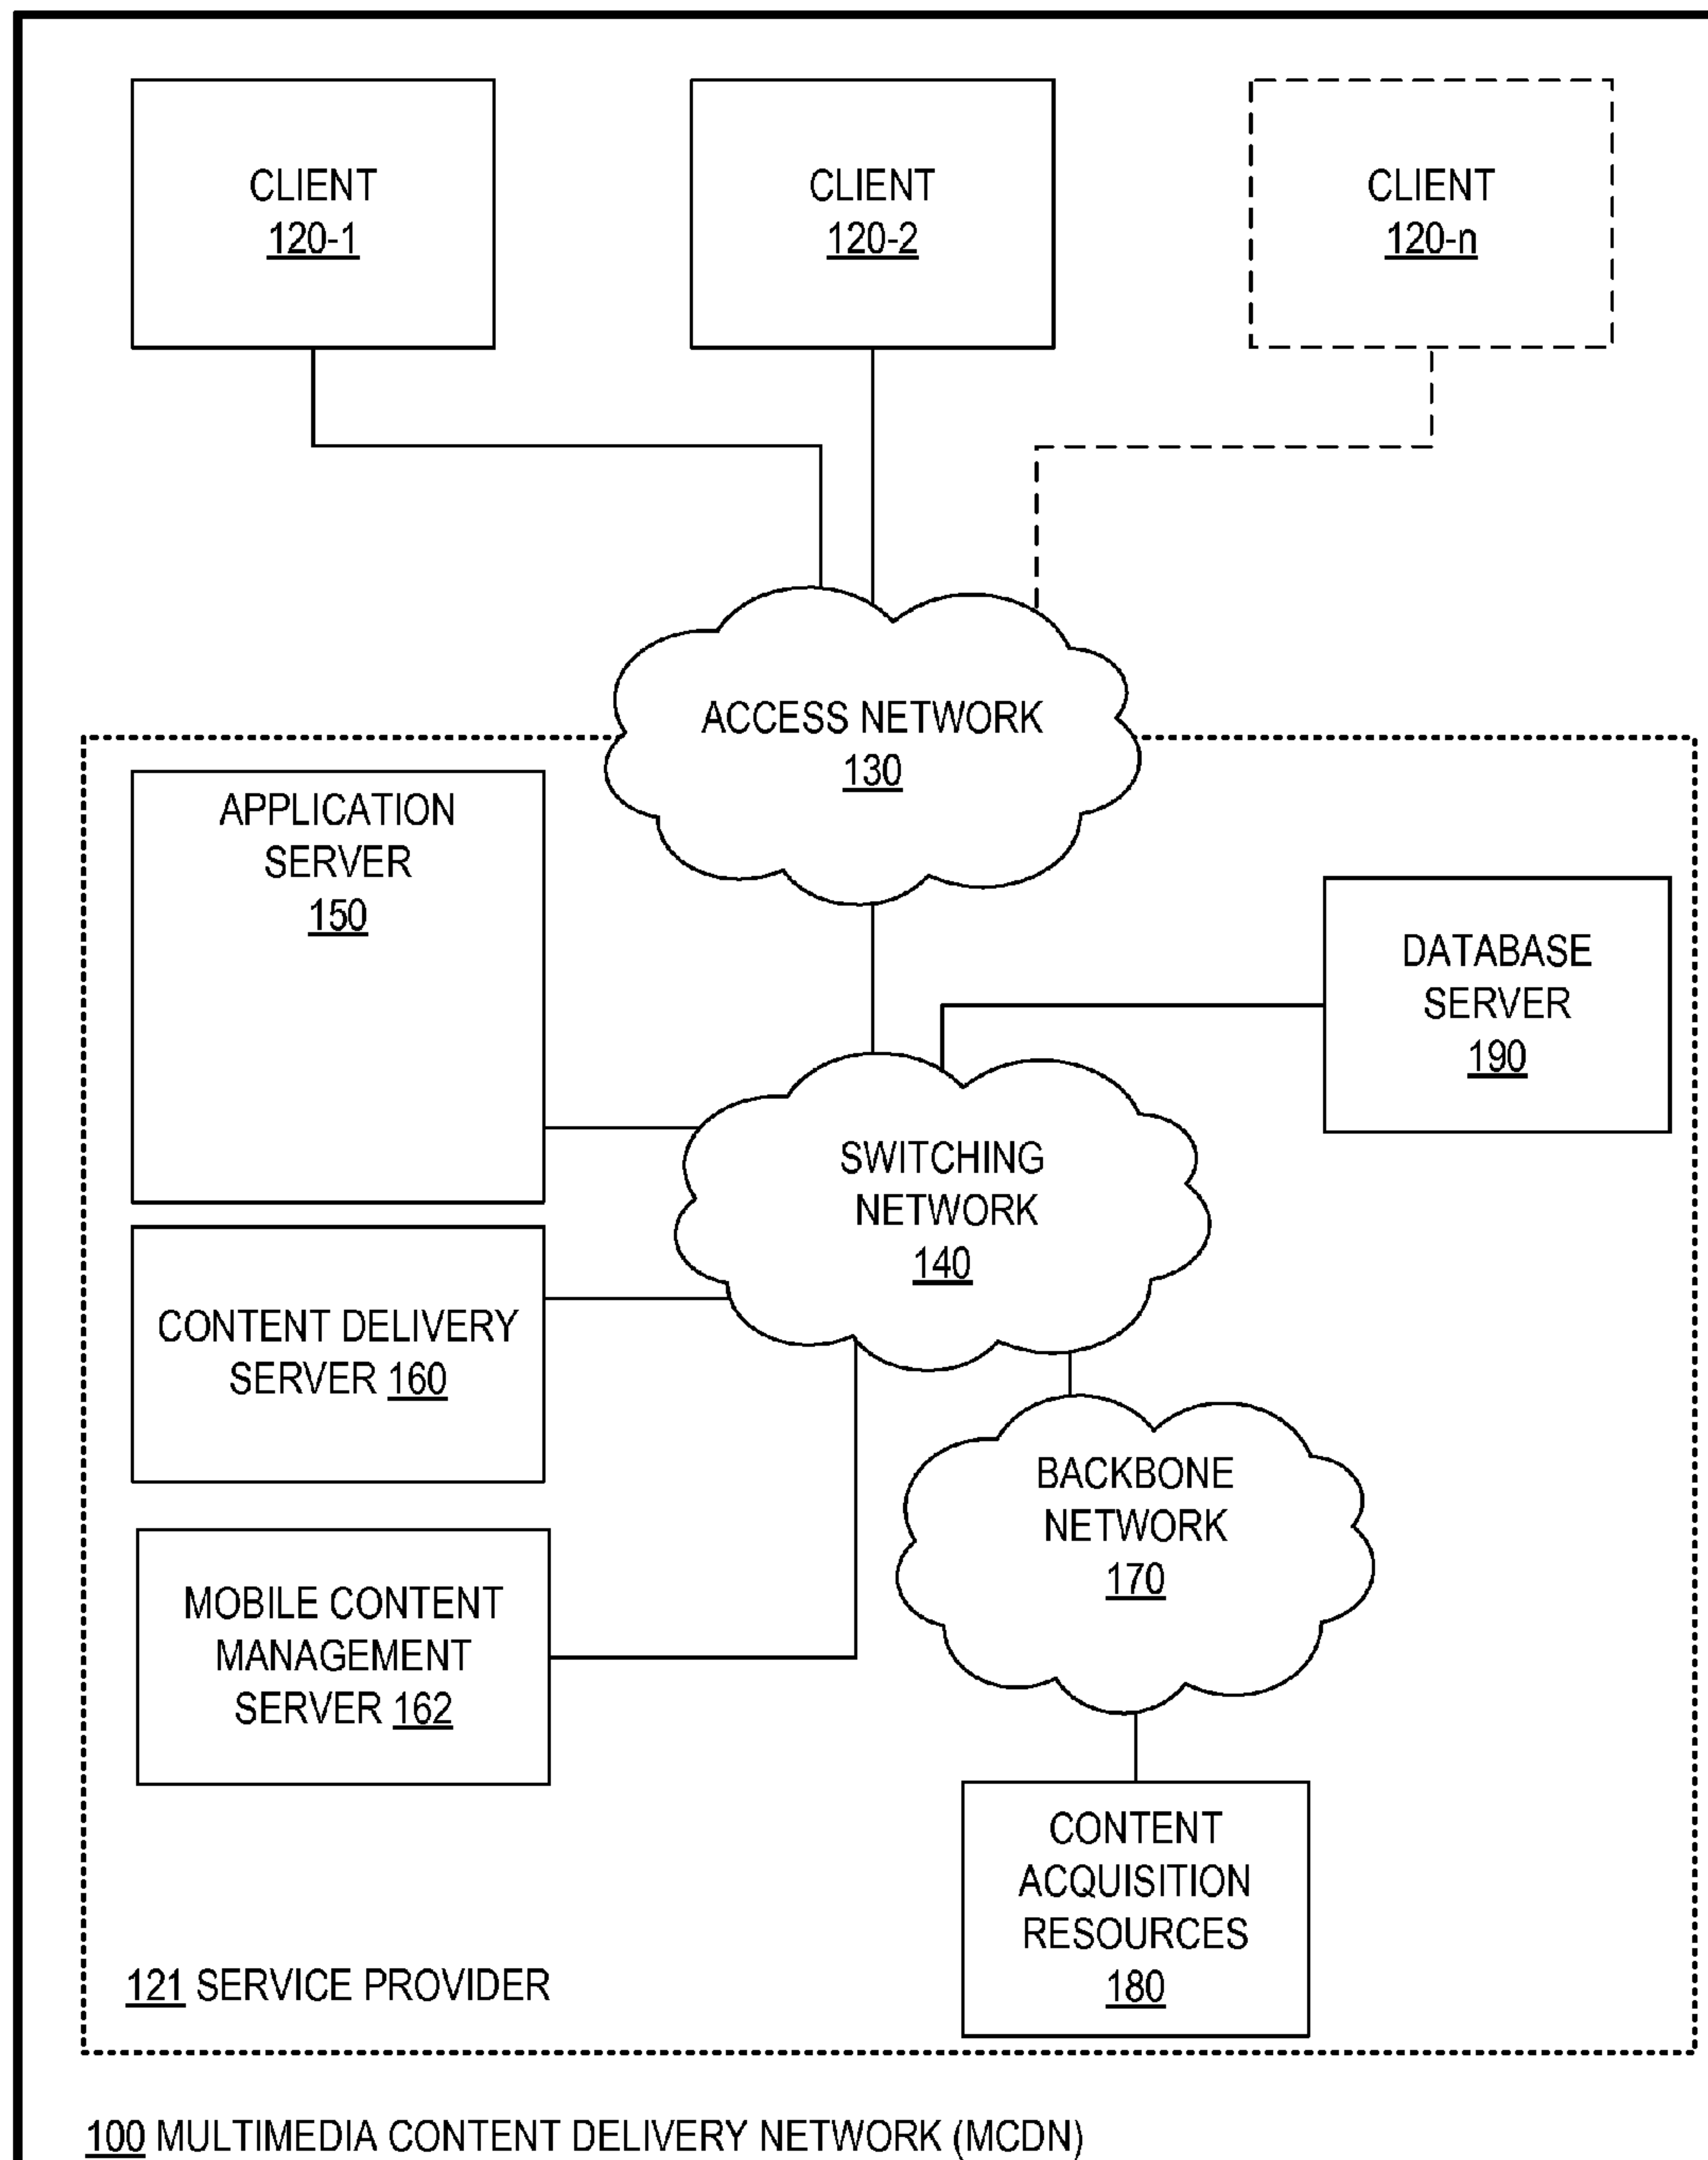 CLIENT
120-1
CLIENT
120-2
CLIENT
120-n
ACCESS NETWORK
130
APPLICATION
SERVER
150
DATABASE
SERVER
190
SWITCHING
NETWORK
140
CONTENT DELIVERY
SERVER 160
BACKBONE
NETWORK
170
MOBILE CONTENT
MANAGEMENT
SERVER 162
CONTENT
ACQUISITION
RESOURCES
180
121 SERVICE PROVIDER
100 MULTIMEDIA CONTENT DELIVERY NETWORK (MCDN)